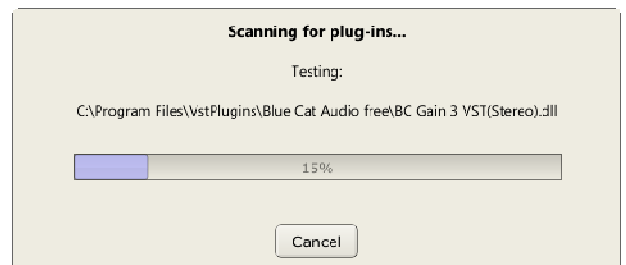 Scanning for plug-ins...
Testing:
C:\Program Files\VstPlugins\Blue Cat Audio free\BC Gain 3 VST(Stereo).dll
15%
Cancel